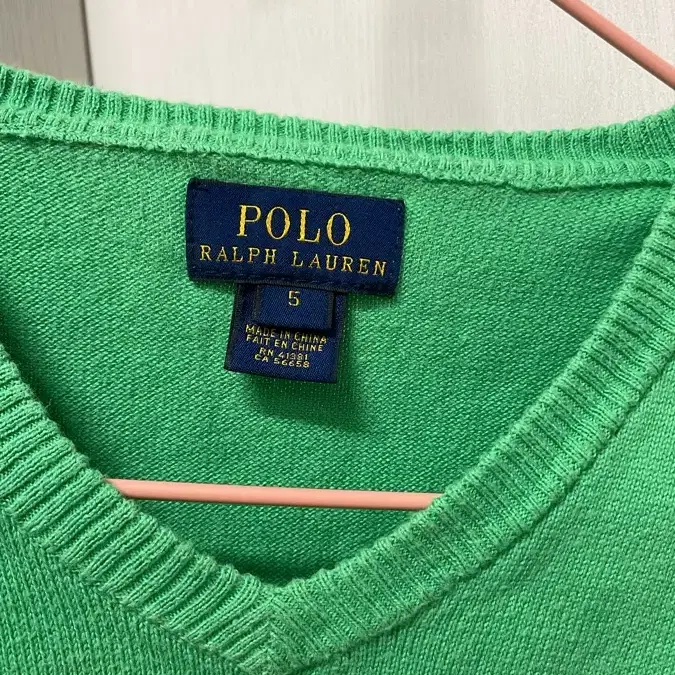 POLO
RALPH LAUREN
5
MADE IN CHINA
FAIT EN CHINE
RN 41381
CA 56658